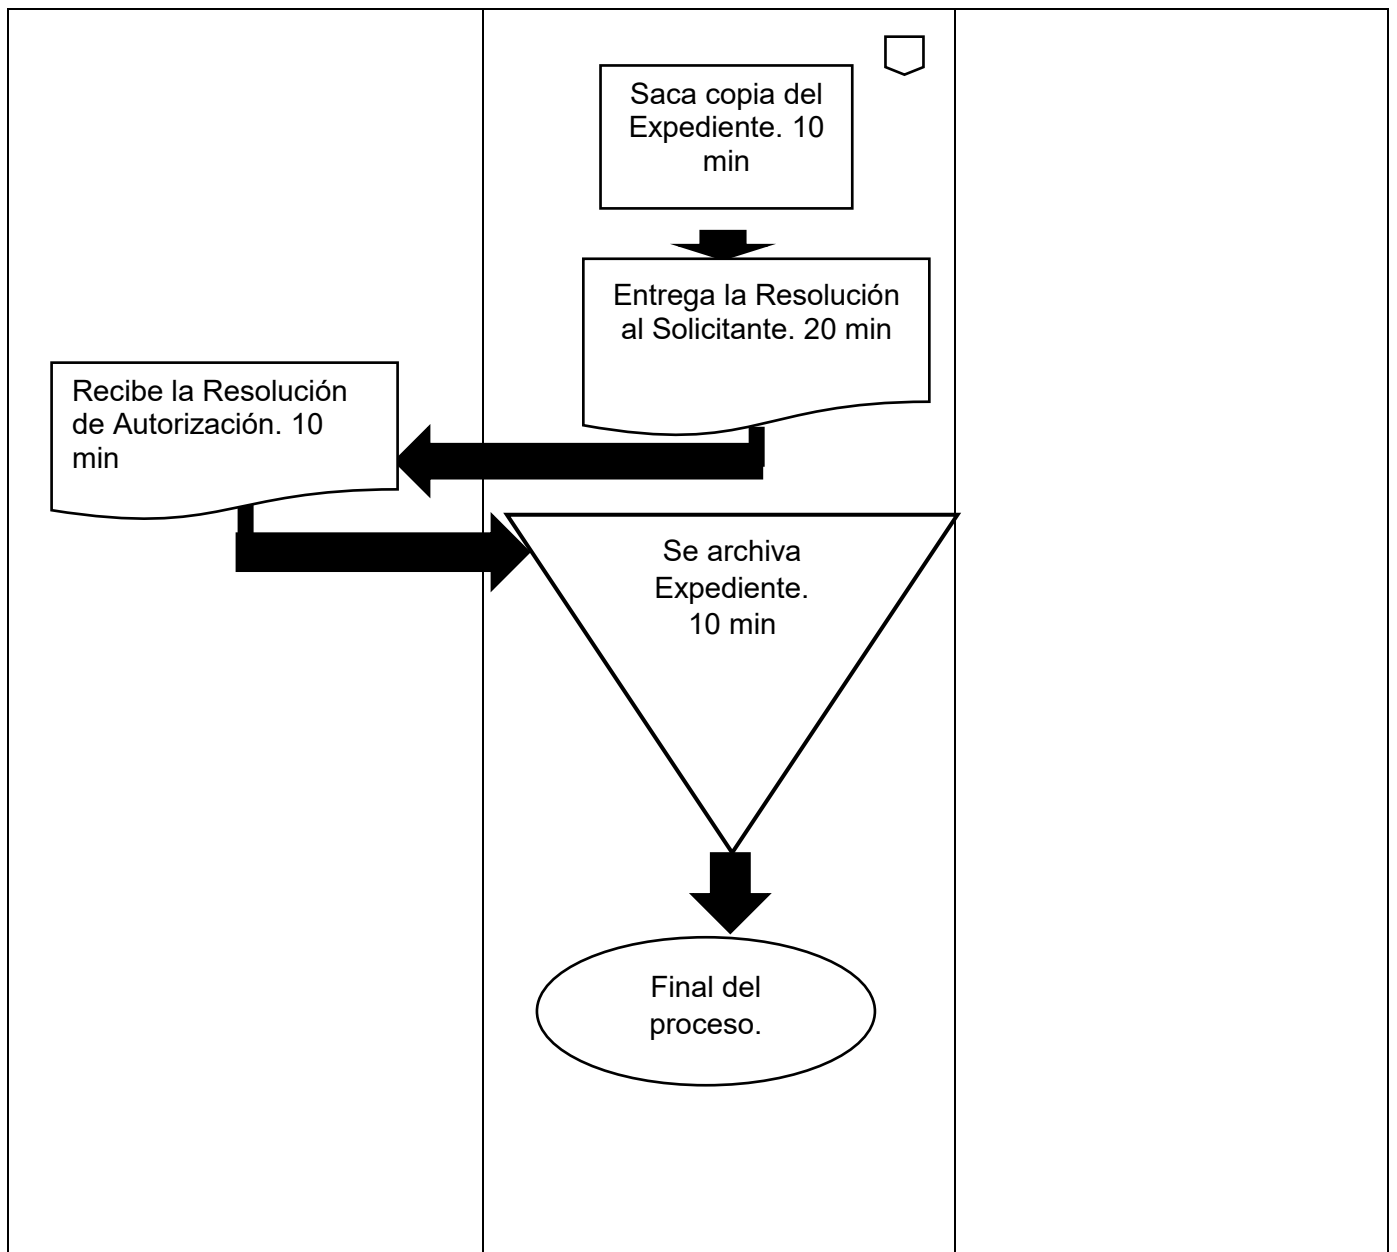 Saca copia del
Expediente. 10
min
Entrega la Resolución
al Solicitante. 20 min
Recibe la Resolución
de Autorización. 10
min
Se archiva
Expediente.
10 min
Final del
proceso.